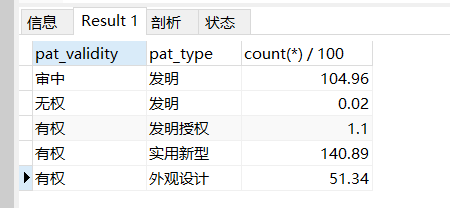 信息 Result 1 剖析 状态
pat_validity pat_type count(*) / 100
审中 发明 104.96
无权 发明 0.02
有权 发明授权 1.1
有权 实用新型 140.89
有权 外观设计 51.34